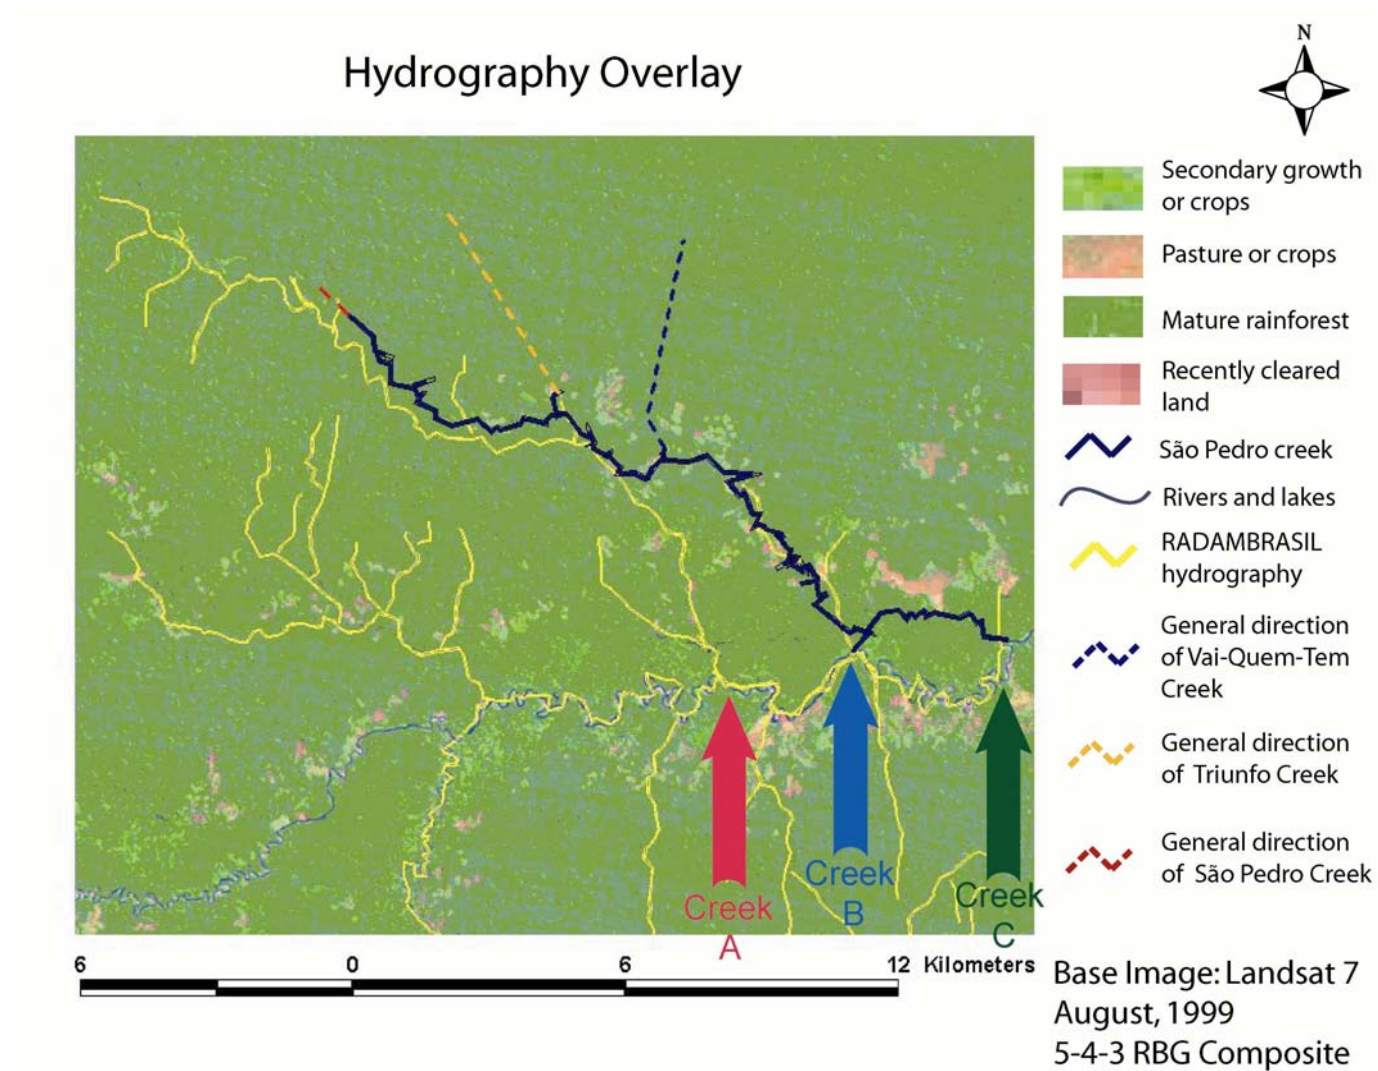 Hydrography Overlay
N
Secondary growth
or crops
Pasture or crops
Mature rainforest
Recently cleared
land
São Pedro creek
Rivers and lakes
RADAMBRASIL
hydrography
General direction
of Vai-Quem-Tem
Creek
General direction
of Triunfo Creek
General direction
of São Pedro Creek
Creek
A
Creek
B
Creek
C
6 0 6 12 Kilometers
Base Image: Landsat 7
August, 1999
5-4-3 RBG Composite